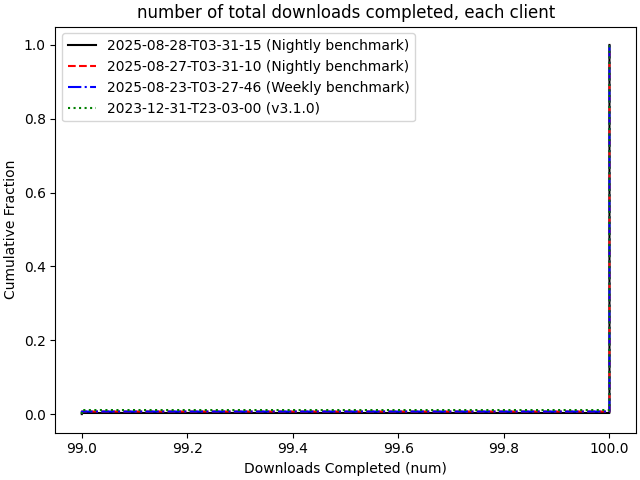 number of total downloads completed, each client
2025-08-28-T03-31-15 (Nightly benchmark)
2025-08-27-T03-31-10 (Nightly benchmark)
2025-08-23-T03-27-46 (Weekly benchmark)
2023-12-31-T23-03-00 (v3.1.0)
Cumulative Fraction
1.0
0.8
0.6
0.4
0.2
0.0
99.0 99.2 99.4 99.6 99.8 100.0
Downloads Completed (num)